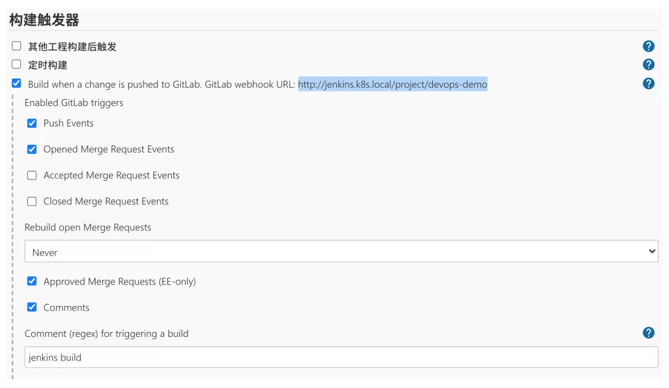 构建触发器
其他工程构建后触发
定时构建
Build when a change is pushed to GitLab. GitLab webhook URL: http://jenkins.k8s.local/project/devops-demo
Enabled GitLab triggers
Push Events
Opened Merge Request Events
Accepted Merge Request Events
Closed Merge Request Events
Rebuild open Merge Requests
Never
Approved Merge Requests (EE-only)
Comments
Comment (regex) for triggering a build
jenkins build